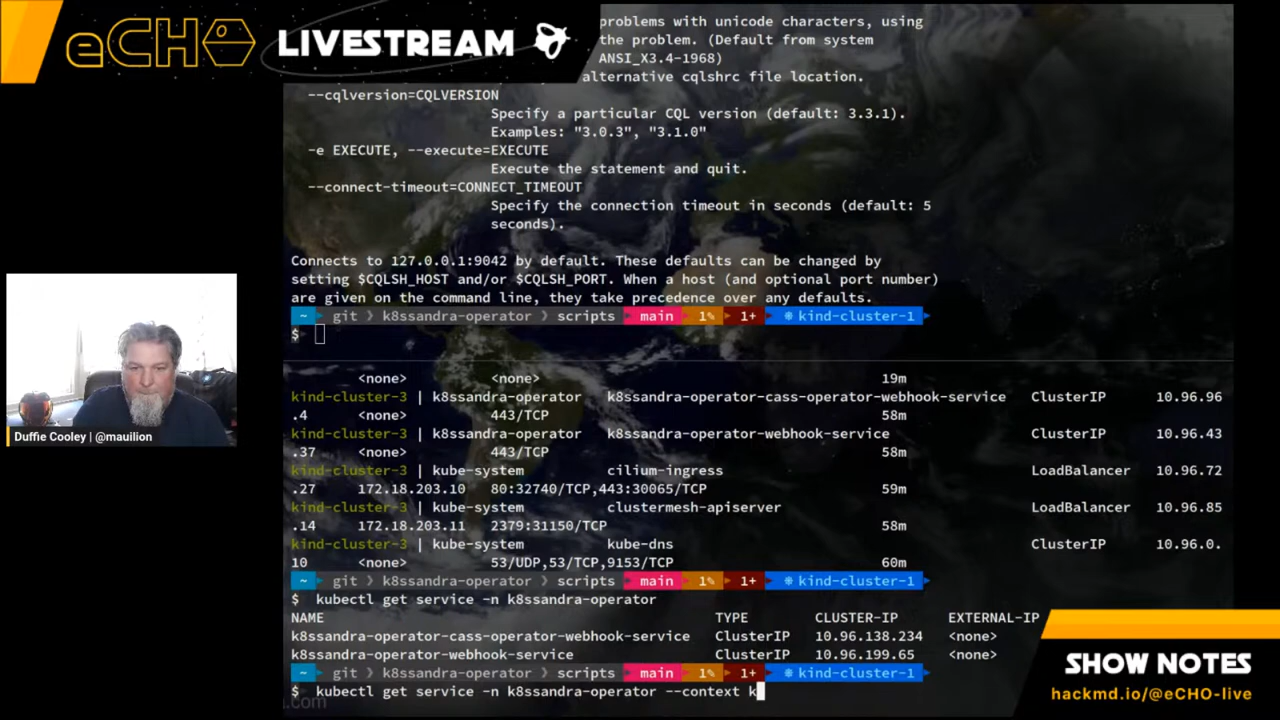 eCHO LIVESTREAM
problems with unicode characters, using
the problem. (Default from system
ANSI_X3.4-1968)
alternative cqlshrc file location.
--cqlversion=CQLVERSION
Specify a particular CQL version (default: 3.3.1).
Examples: "3.0.3", "3.1.0"
-e EXECUTE, --execute=EXECUTE
Execute the statement and quit.
--connect-timeout=CONNECT_TIMEOUT
Specify the connection timeout in seconds (default: 5
seconds).
Connects to 127.0.0.1:9042 by default. These defaults can be changed by
setting $CQLSH_HOST and/or $CQLSH_PORT. When a host (and optional port number)
are given on the command line, they take precedence over any defaults.
~ git › k8ssandra-operator › scripts main 1% 1+ ⎈ kind-cluster-1
$
<none> <none> 19m
kind-cluster-3 | k8ssandra-operator k8ssandra-operator-cass-operator-webhook-service ClusterIP 10.96.96
.4 <none> 443/TCP 58m
kind-cluster-3 | k8ssandra-operator k8ssandra-operator-webhook-service ClusterIP 10.96.43
.37 <none> 443/TCP 58m
kind-cluster-3 | kube-system cilium-ingress LoadBalancer 10.96.72
.27 172.18.203.10 80:32740/TCP,443:30065/TCP 59m
kind-cluster-3 | kube-system clustermesh-apiserver LoadBalancer 10.96.85
.14 172.18.203.11 2379:31150/TCP 58m
kind-cluster-3 | kube-system kube-dns ClusterIP 10.96.0.
10 <none> 53/UDP,53/TCP,9153/TCP 60m
~ git › k8ssandra-operator › scripts main 1% 1+ ⎈ kind-cluster-1
$ kubectl get service -n k8ssandra-operator
NAME TYPE CLUSTER-IP EXTERNAL-IP
k8ssandra-operator-cass-operator-webhook-service ClusterIP 10.96.138.234 <none>
k8ssandra-operator-webhook-service ClusterIP 10.96.199.65 <none>
~ git › k8ssandra-operator › scripts main 1% 1+ ⎈ kind-cluster-1
$ kubectl get service -n k8ssandra-operator --context k
Duffie Cooley | @mauilion
SHOW NOTES
hackmd.io/@eCHO-live